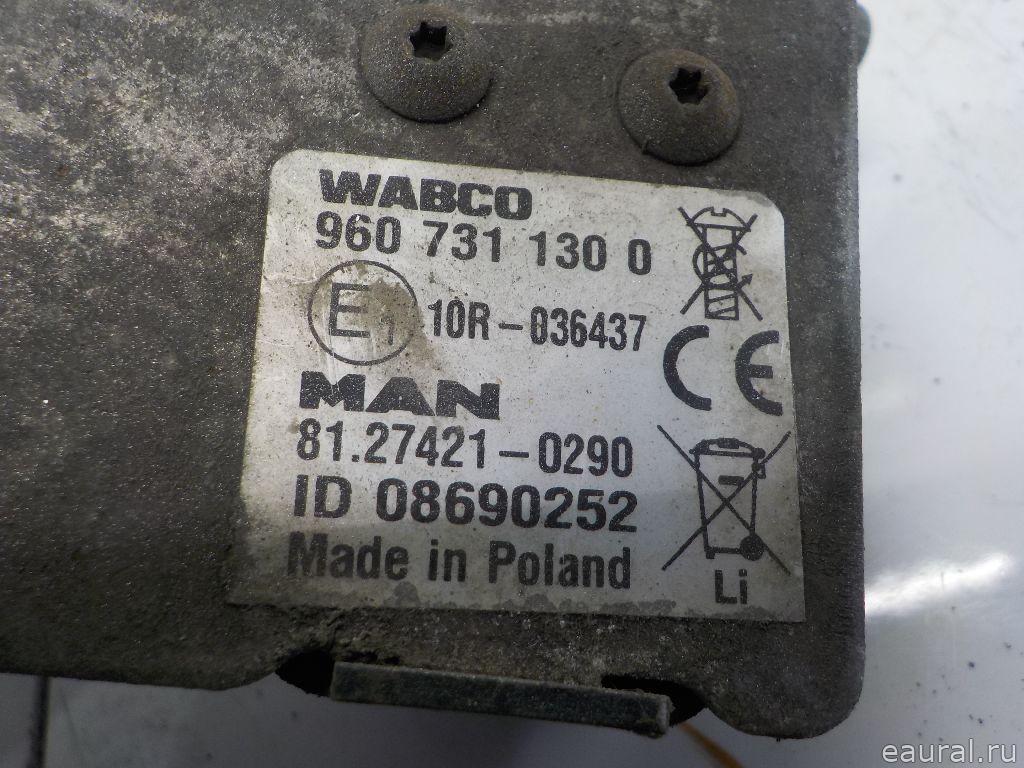 WABCO
960 731 130 0
E1 10R-036437
CE
MAN
81.27421-0290
ID 08690252
Made in Poland
Li
eaural.ru